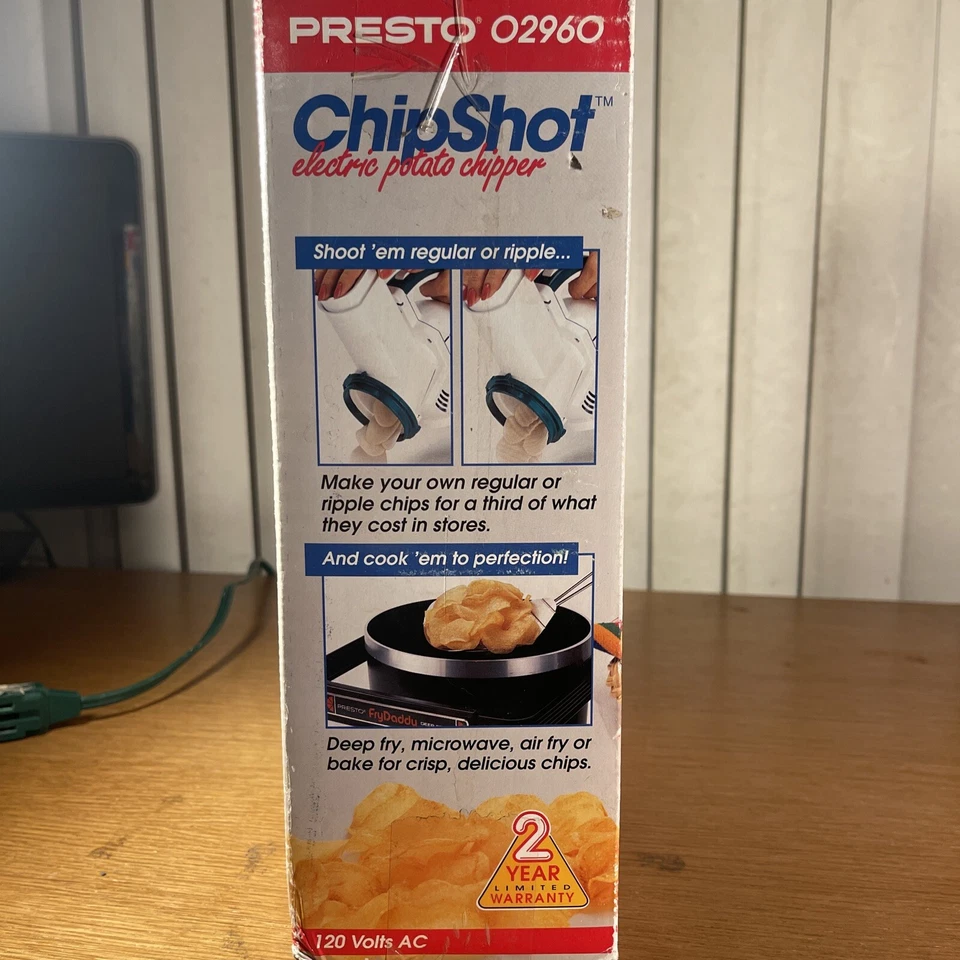 PRESTO® 02960
ChipShot™
electric potato chipper
Shoot 'em regular or ripple...
Make your own regular or
ripple chips for a third of what
they cost in stores.
And cook 'em to perfection!
PRESTO® FryDaddy DEEP
Deep fry, microwave, air fry or
bake for crisp, delicious chips.
2
YEAR
LIMITED
WARRANTY
120 Volts AC